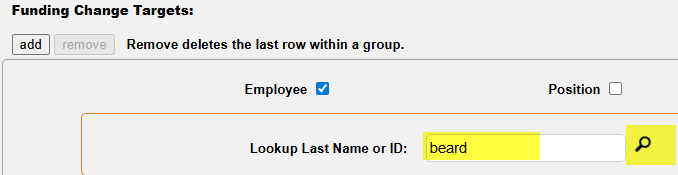 Funding Change Targets:
add remove Remove deletes the last row within a group.
Employee Position
Lookup Last Name or ID: beard